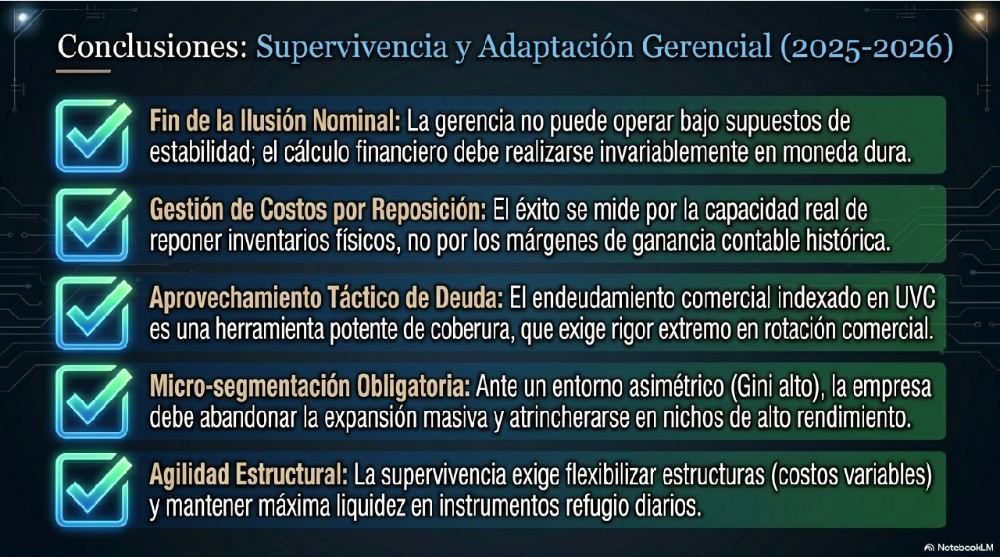 Conclusiones: Supervivencia y Adaptación Gerencial (2025-2026)
Fin de la Ilusión Nominal: La gerencia no puede operar bajo supuestos de
estabilidad; el cálculo financiero debe realizarse invariablemente en moneda dura.
Gestión de Costos por Reposición: El éxito se mide por la capacidad real de
reponer inventarios físicos, no por los márgenes de ganancia contable histórica.
Aprovechamiento Táctico de Deuda: El endeudamiento comercial indexado en UVC
es una herramienta potente de coberura, que exige rigor extremo en rotación comercial.
Micro-segmentación Obligatoria: Ante un entorno asimétrico (Gini alto), la empresa
debe abandonar la expansión masiva y atrincherarse en nichos de alto rendimiento.
Agilidad Estructural: La supervivencia exige flexibilizar estructuras (costos variables)
y mantener máxima liquidez en instrumentos refugio diarios.
NotebookLM